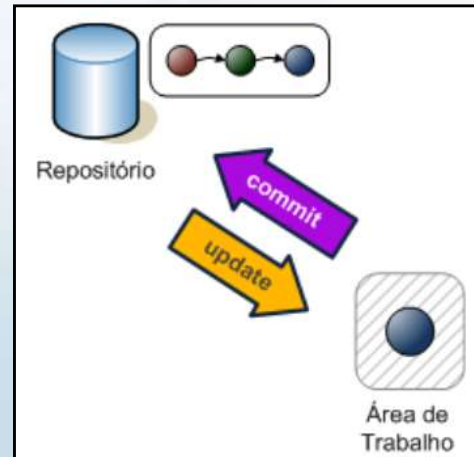 Repositório
commit
update
Área de
Trabalho